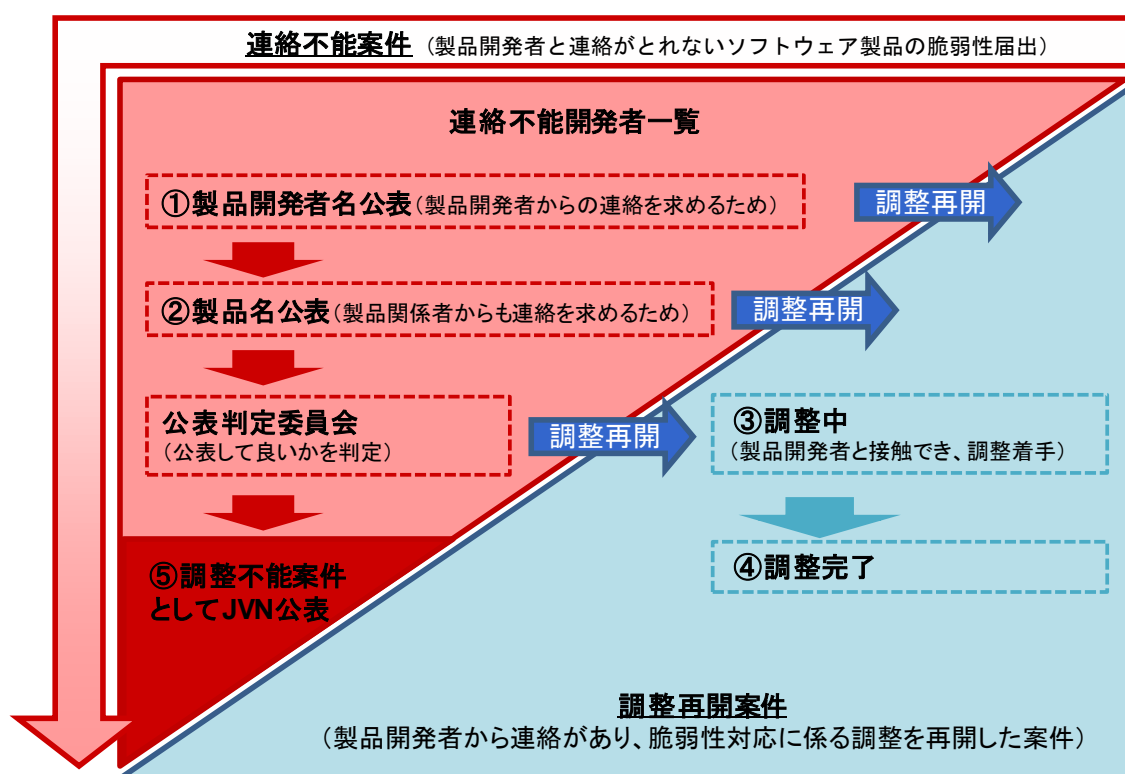 連絡不能案件（製品開発者と連絡がとれないソフトウェア製品の脆弱性届出）
連絡不能開発者一覧
①製品開発者名公表（製品開発者からの連絡を求めるため）
調整再開
②製品名公表（製品関係者からも連絡を求めるため）
調整再開
公表判定委員会
（公表して良いかを判定）
調整再開
③調整中
（製品開発者と接触でき、調整着手）
④調整完了
⑤調整不能案件
としてJVN公表
調整再開案件
（製品開発者から連絡があり、脆弱性対応に係る調整を再開した案件）